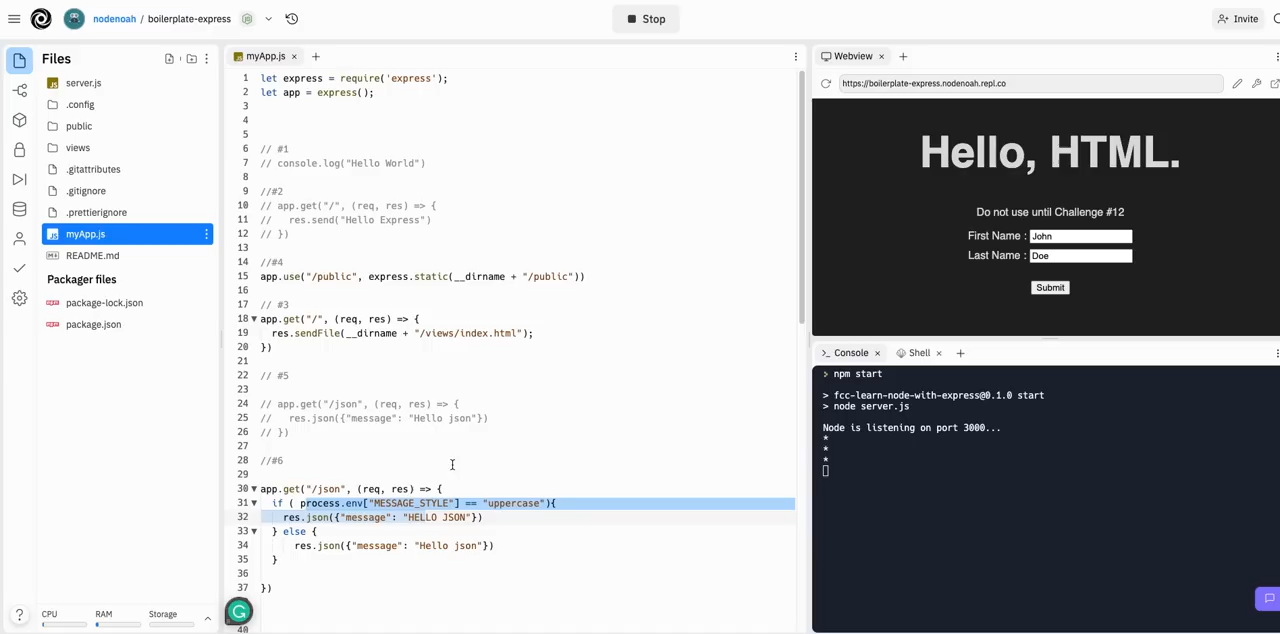 nodenoah / boilerplate-express
Stop
Invite
Files
server.js
.config
public
views
.gitattributes
.gitignore
.prettierignore
myApp.js
README.md
Packager files
package-lock.json
package.json
CPU
RAM
Storage
myApp.js
1 let express = require('express');
2 let app = express();
3
4
5
6 // #1
7 // console.log("Hello World")
8
9 //#2
10 // app.get("/", (req, res) => {
11 //   res.send("Hello Express")
12 // })
13
14 //#4
15 app.use("/public", express.static(__dirname + "/public"))
16
17 // #3
18 app.get("/", (req, res) => {
19   res.sendFile(__dirname + "/views/index.html");
20 })
21
22 // #5
23
24 // app.get("/json", (req, res) => {
25 //   res.json({"message": "Hello json"})
26 // })
27
28 //#6
29
30 app.get("/json", (req, res) => {
31   if ( process.env["MESSAGE_STYLE"] == "uppercase"){
32     res.json({"message": "HELLO JSON"})
33   } else {
34       res.json({"message": "Hello json"})
35   }
36
37 })
40
Webview
https://boilerplate-express.nodenoah.repl.co
Hello, HTML.
Do not use until Challenge #12
First Name : John
Last Name : Doe
Submit
Console
Shell
> npm start
> fcc-learn-node-with-express@0.1.0 start
> node server.js
Node is listening on port 3000...
*
*
*